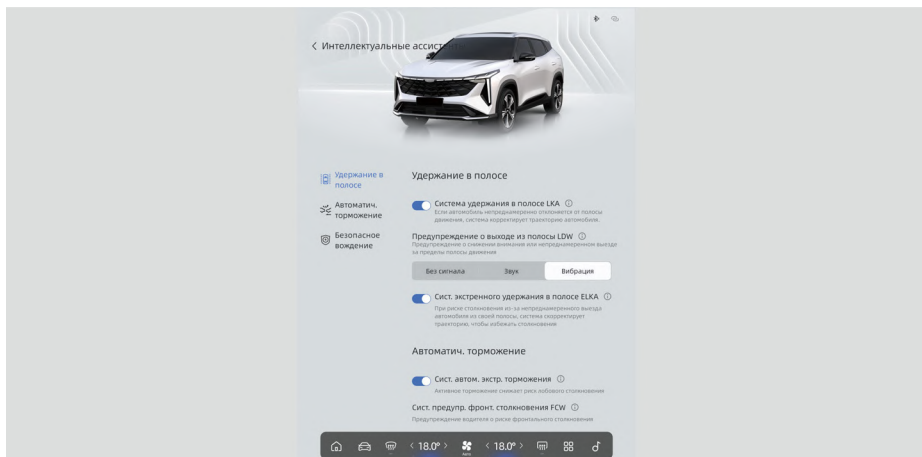 Интеллектуальные ассистенты
Удержание в
полосе
Автоматич.
торможение
Безопасное
вождение
Удержание в полосе
Система удержания в полосе LKA
Если автомобиль непреднамеренно отклоняется от полосы
движения, система корректирует траекторию автомобиля.
Предупреждение о выходе из полосы LDW
Предупреждение о снижении внимания или непреднамеренном выезде
за пределы полосы движения
Без сигнала
Звук
Вибрация
Сист. экстренного удержания в полосе ELKA
При риске столкновения из-за непреднамеренного выезда
автомобиля из своей полосы, система скорректирует
траекторию, чтобы избежать столкновения
Автоматич. торможение
Сист. автом. экстр. торможения
Активное торможение снижает риск лобового столкновения
Сист. предупр. фронт. столкновения FCW
Предупреждение водителя о риске фронтального столкновения
18.0°
Авто
18.0°